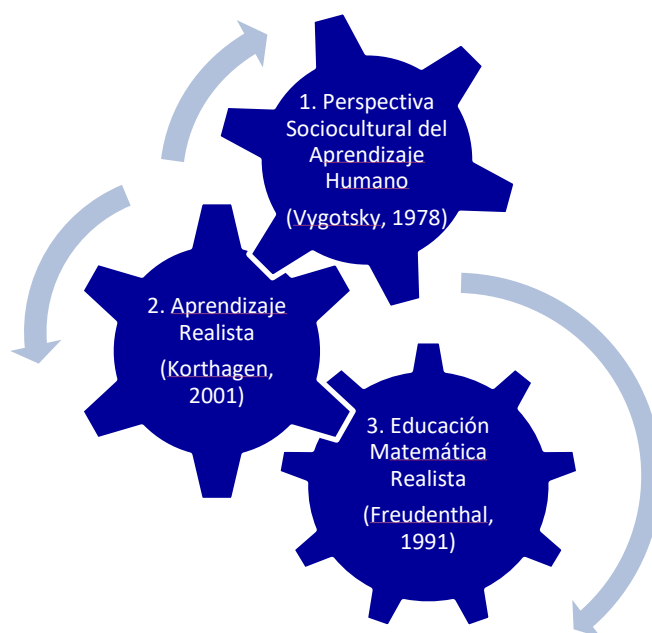 1. Perspectiva
Sociocultural del
Aprendizaje
Humano
(Vygotsky, 1978)
2. Aprendizaje
Realista
(Korthagen,
2001)
3. Educación
Matemática
Realista
(Freudenthal,
1991)